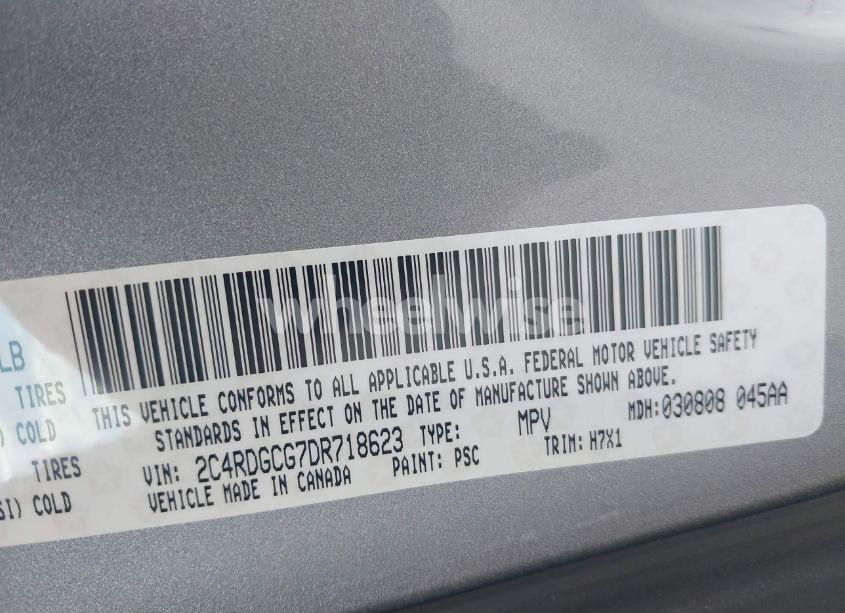 LB
TIRES
) COLD
TIRES
SI) COLD
wheelwise
THIS VEHICLE CONFORMS TO ALL APPLICABLE U.S.A. FEDERAL MOTOR VEHICLE SAFETY
STANDARDS IN EFFECT ON THE DATE OF MANUFACTURE SHOWN ABOVE.
VIN: 2C4RDGCG7DR718623 TYPE: MPV MDH:030808 045AA
VEHICLE MADE IN CANADA PAINT: PSC TRIM: H7X1